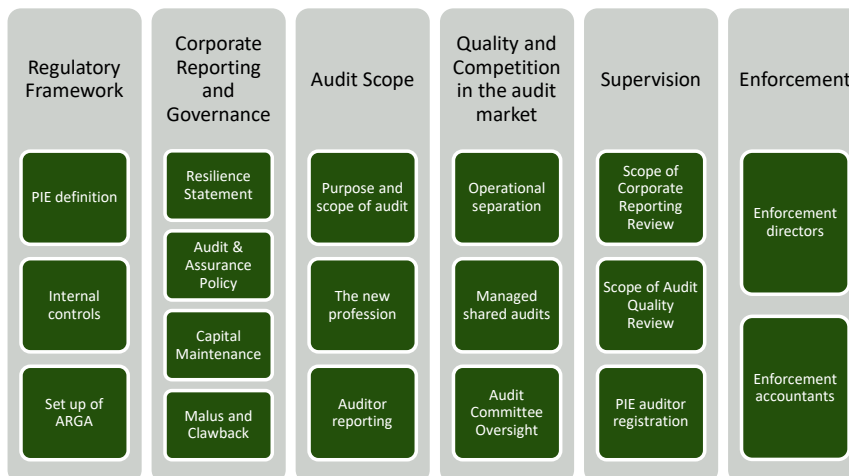 Regulatory
Framework
PIE definition
Internal
controls
Set up of
ARGA
Corporate
Reporting
and
Governance
Resilience
Statement
Audit &
Assurance
Policy
Capital
Maintenance
Malus and
Clawback
Audit Scope
Purpose and
scope of audit
The new
profession
Auditor
reporting
Quality and
Competition
in the audit
market
Operational
separation
Managed
shared audits
Audit
Committee
Oversight
Supervision
Scope of
Corporate
Reporting
Review
Scope of Audit
Quality
Review
PIE auditor
registration
Enforcement
Enforcement
directors
Enforcement
accountants